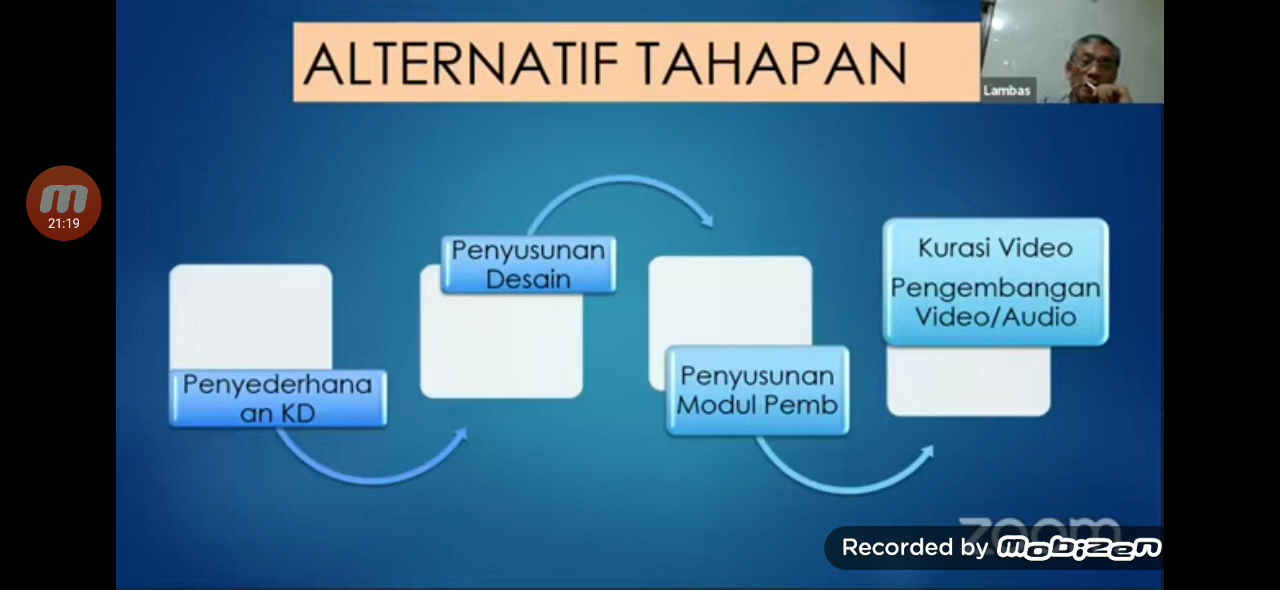 ALTERNATIF TAHAPAN
Lambas
21:19
Penyusunan
Desain
Kurasi Video
Pengembangan
Video/Audio
Penyederhana
an KD
Penyusunan
Modul Pemb
zoom
Recorded by mobizen